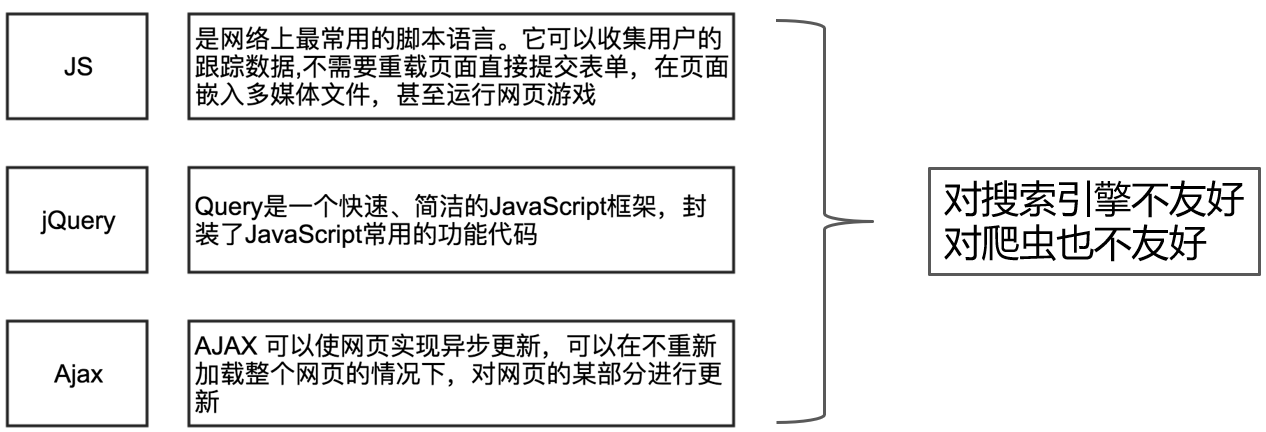 JS
是网络上最常用的脚本语言。它可以收集用户的
跟踪数据,不需要重载页面直接提交表单，在页面
嵌入多媒体文件，甚至运行网页游戏
jQuery
Query是一个快速、简洁的JavaScript框架，封
装了JavaScript常用的功能代码
Ajax
AJAX 可以使网页实现异步更新，可以在不重新
加载整个网页的情况下，对网页的某部分进行更
新
对搜索引擎不友好
对爬虫也不友好